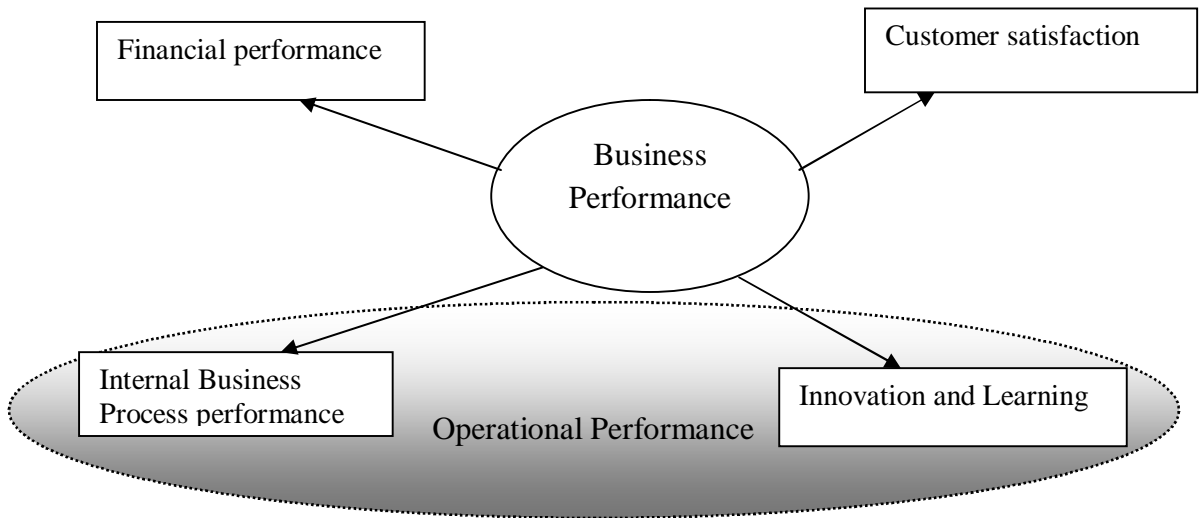 Financial performance
Customer satisfaction
Business
Performance
Internal Business
Process performance
Innovation and Learning
Operational Performance